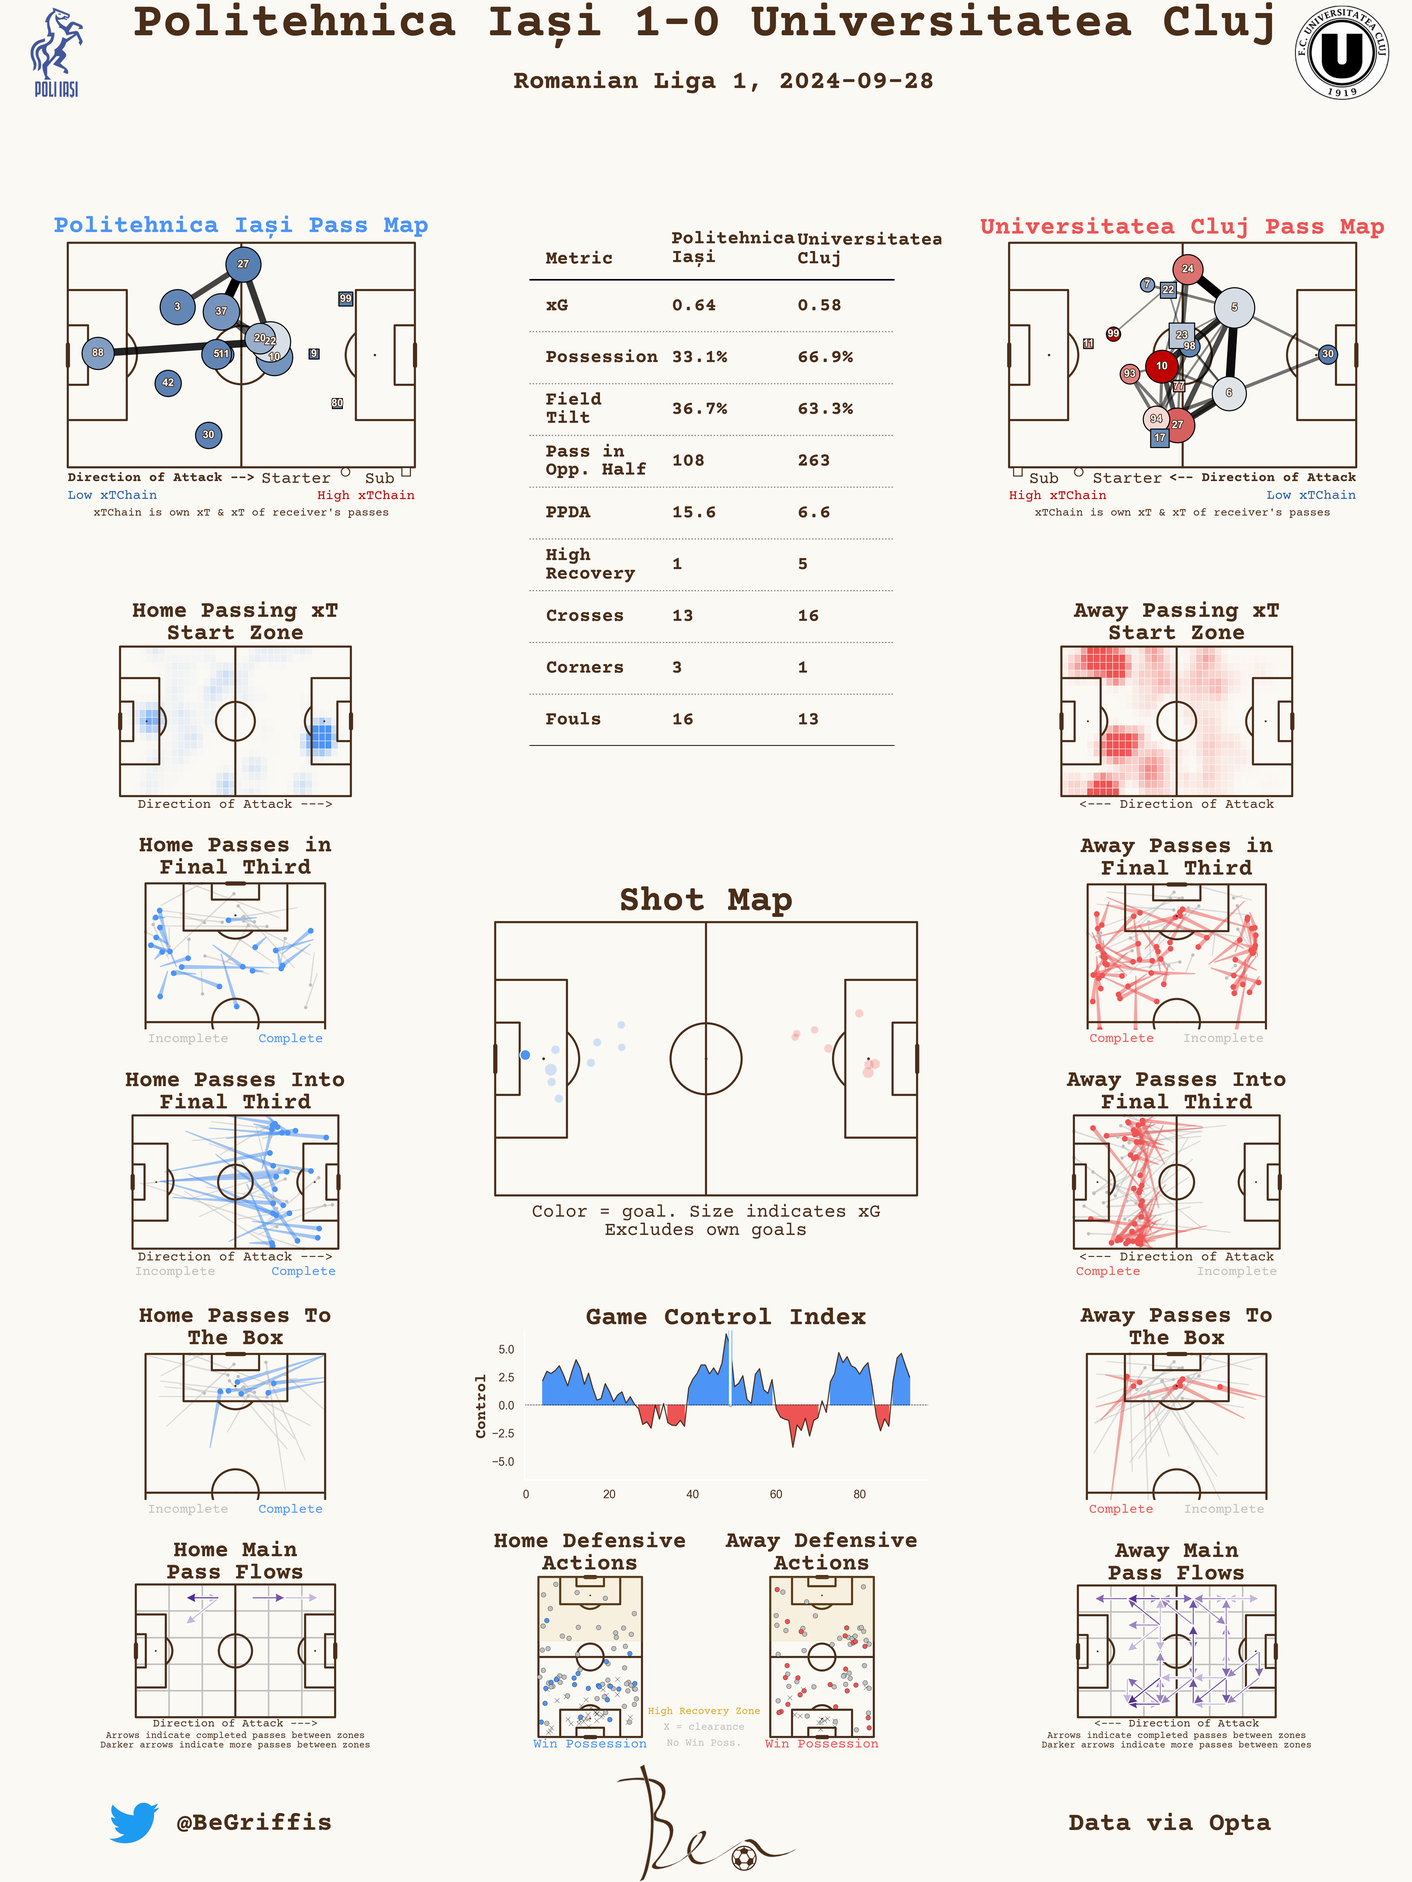 Politehnica Iași 1-0 Universitatea Cluj
Romanian Liga 1, 2024-09-28
POLI IAȘI
F.C. UNIVERSITATEA CLUJ
U
1919
Politehnica Iași Pass Map
27
3
37
99
20
22
88
5
11
10
9
42
80
30
Direction of Attack --> Starter Sub
Low xTChain High xTChain
xTChain is own xT & xT of receiver's passes
Metric Politehnica Iași Universitatea Cluj
xG 0.64 0.58
Possession 33.1% 66.9%
Field Tilt 36.7% 63.3%
Pass in Opp. Half 108 263
PPDA 15.6 6.6
High Recovery 1 5
Crosses 13 16
Corners 3 1
Fouls 16 13
Universitatea Cluj Pass Map
24
7
22
5
99
23
11
98
30
10
93
77
6
94
27
17
Sub Starter <-- Direction of Attack
High xTChain Low xTChain
xTChain is own xT & xT of receiver's passes
Home Passing xT
Start Zone
Direction of Attack --->
Away Passing xT
Start Zone
<--- Direction of Attack
Home Passes in
Final Third
Incomplete Complete
Shot Map
Color = goal. Size indicates xG
Excludes own goals
Away Passes in
Final Third
Complete Incomplete
Home Passes Into
Final Third
Direction of Attack --->
Incomplete Complete
Away Passes Into
Final Third
<--- Direction of Attack
Complete Incomplete
Home Passes To
The Box
Incomplete Complete
Game Control Index
Control
5.0
2.5
0.0
−2.5
−5.0
0 20 40 60 80
Away Passes To
The Box
Complete Incomplete
Home Main
Pass Flows
Direction of Attack --->
Arrows indicate completed passes between zones
Darker arrows indicate more passes between zones
Home Defensive
Actions
Win Possession
High Recovery Zone
X = clearance
No Win Poss.
Away Defensive
Actions
Win Possession
Away Main
Pass Flows
<--- Direction of Attack
Arrows indicate completed passes between zones
Darker arrows indicate more passes between zones
@BeGriffis
Ben
Data via Opta